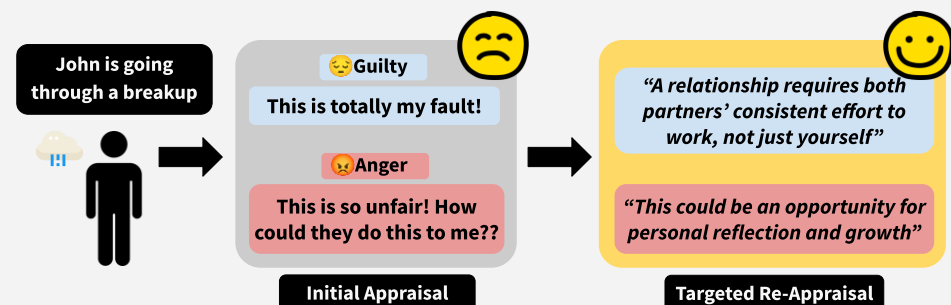 John is going
through a breakup
Guilty
This is totally my fault!
Anger
This is so unfair! How
could they do this to me??
Initial Appraisal
“A relationship requires both
partners’ consistent effort to
work, not just yourself”
“This could be an opportunity for
personal reflection and growth”
Targeted Re-Appraisal